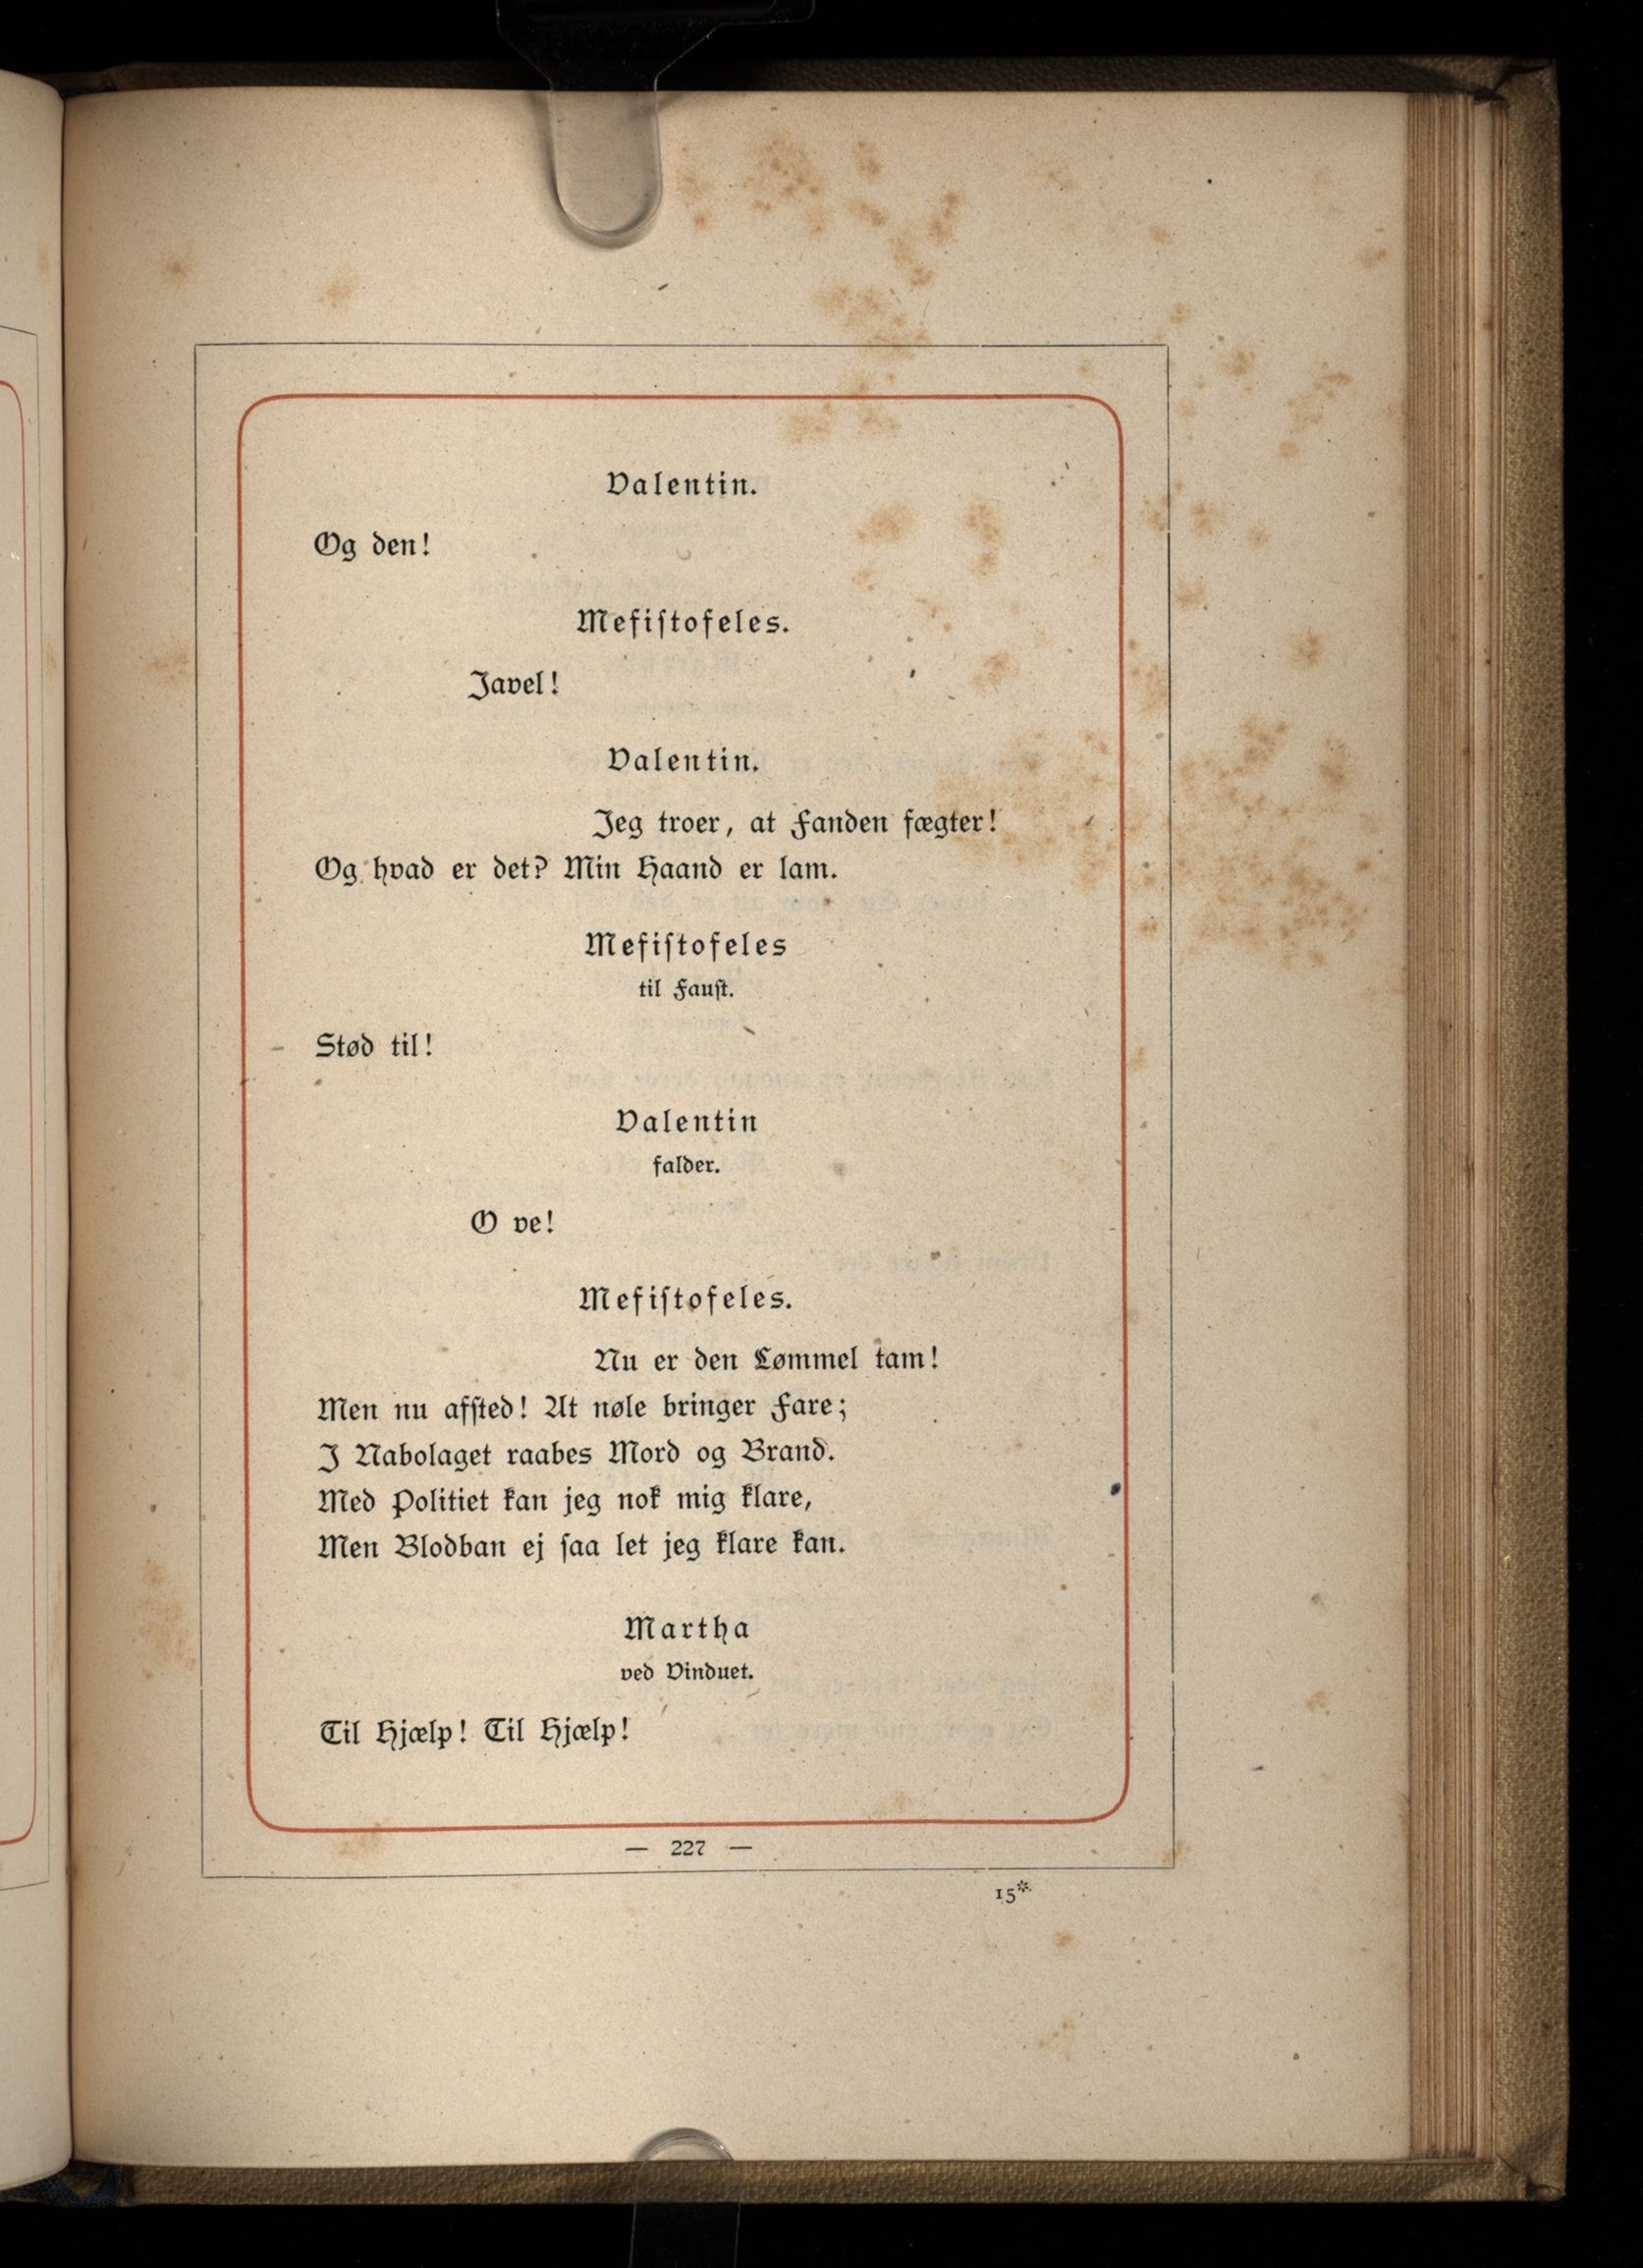 Valentin.
Og den!
Mefistofeles.
Javel!
Valentin.
Jeg troer, at Fanden fægter!
Og hvad er det? Min Haand er lam.
Mefistofeles
til Faust.
Stød til!
Valentin
falder.
O ve!
Mefistofeles.
Nu er den Lømmel tam!
Men nu afsted! At nøle bringer Fare;
I Nabolaget raabes Mord og Brand.
Med Politiet kan jeg nok mig klare,
Men Blodban ej saa let jeg klare kan.
Martha
ved Vinduet.
Til Hjælp! Til Hjælp!
— 227 —
15*